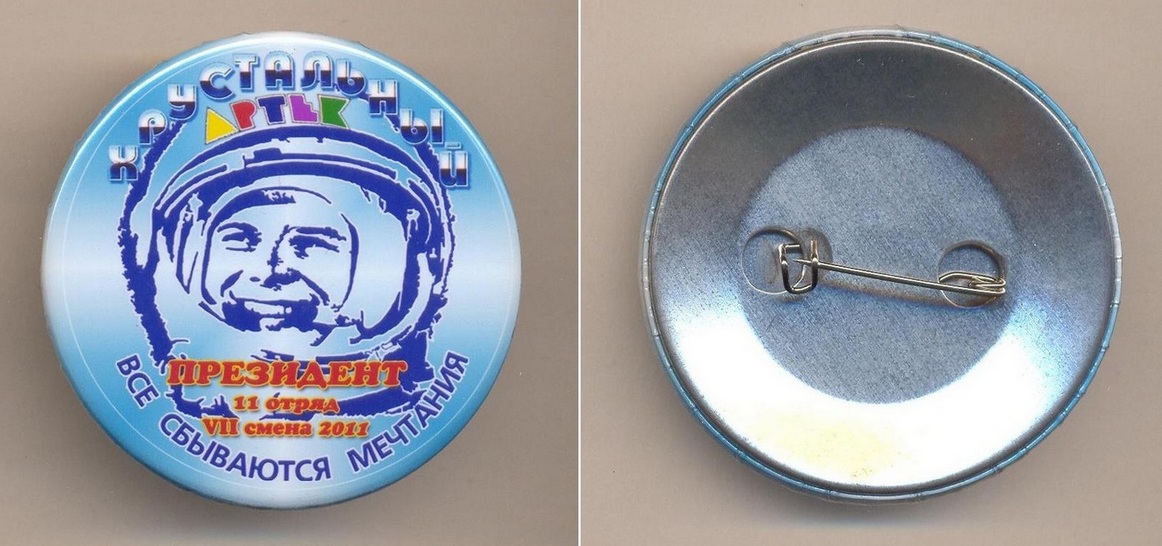 ХРУСТАЛЬНЫЙ
АРТЕК
ПРЕЗИДЕНТ
11 отряд
VII смена 2011
ВСЕ СБЫВАЮТСЯ МЕЧТАНИЯ